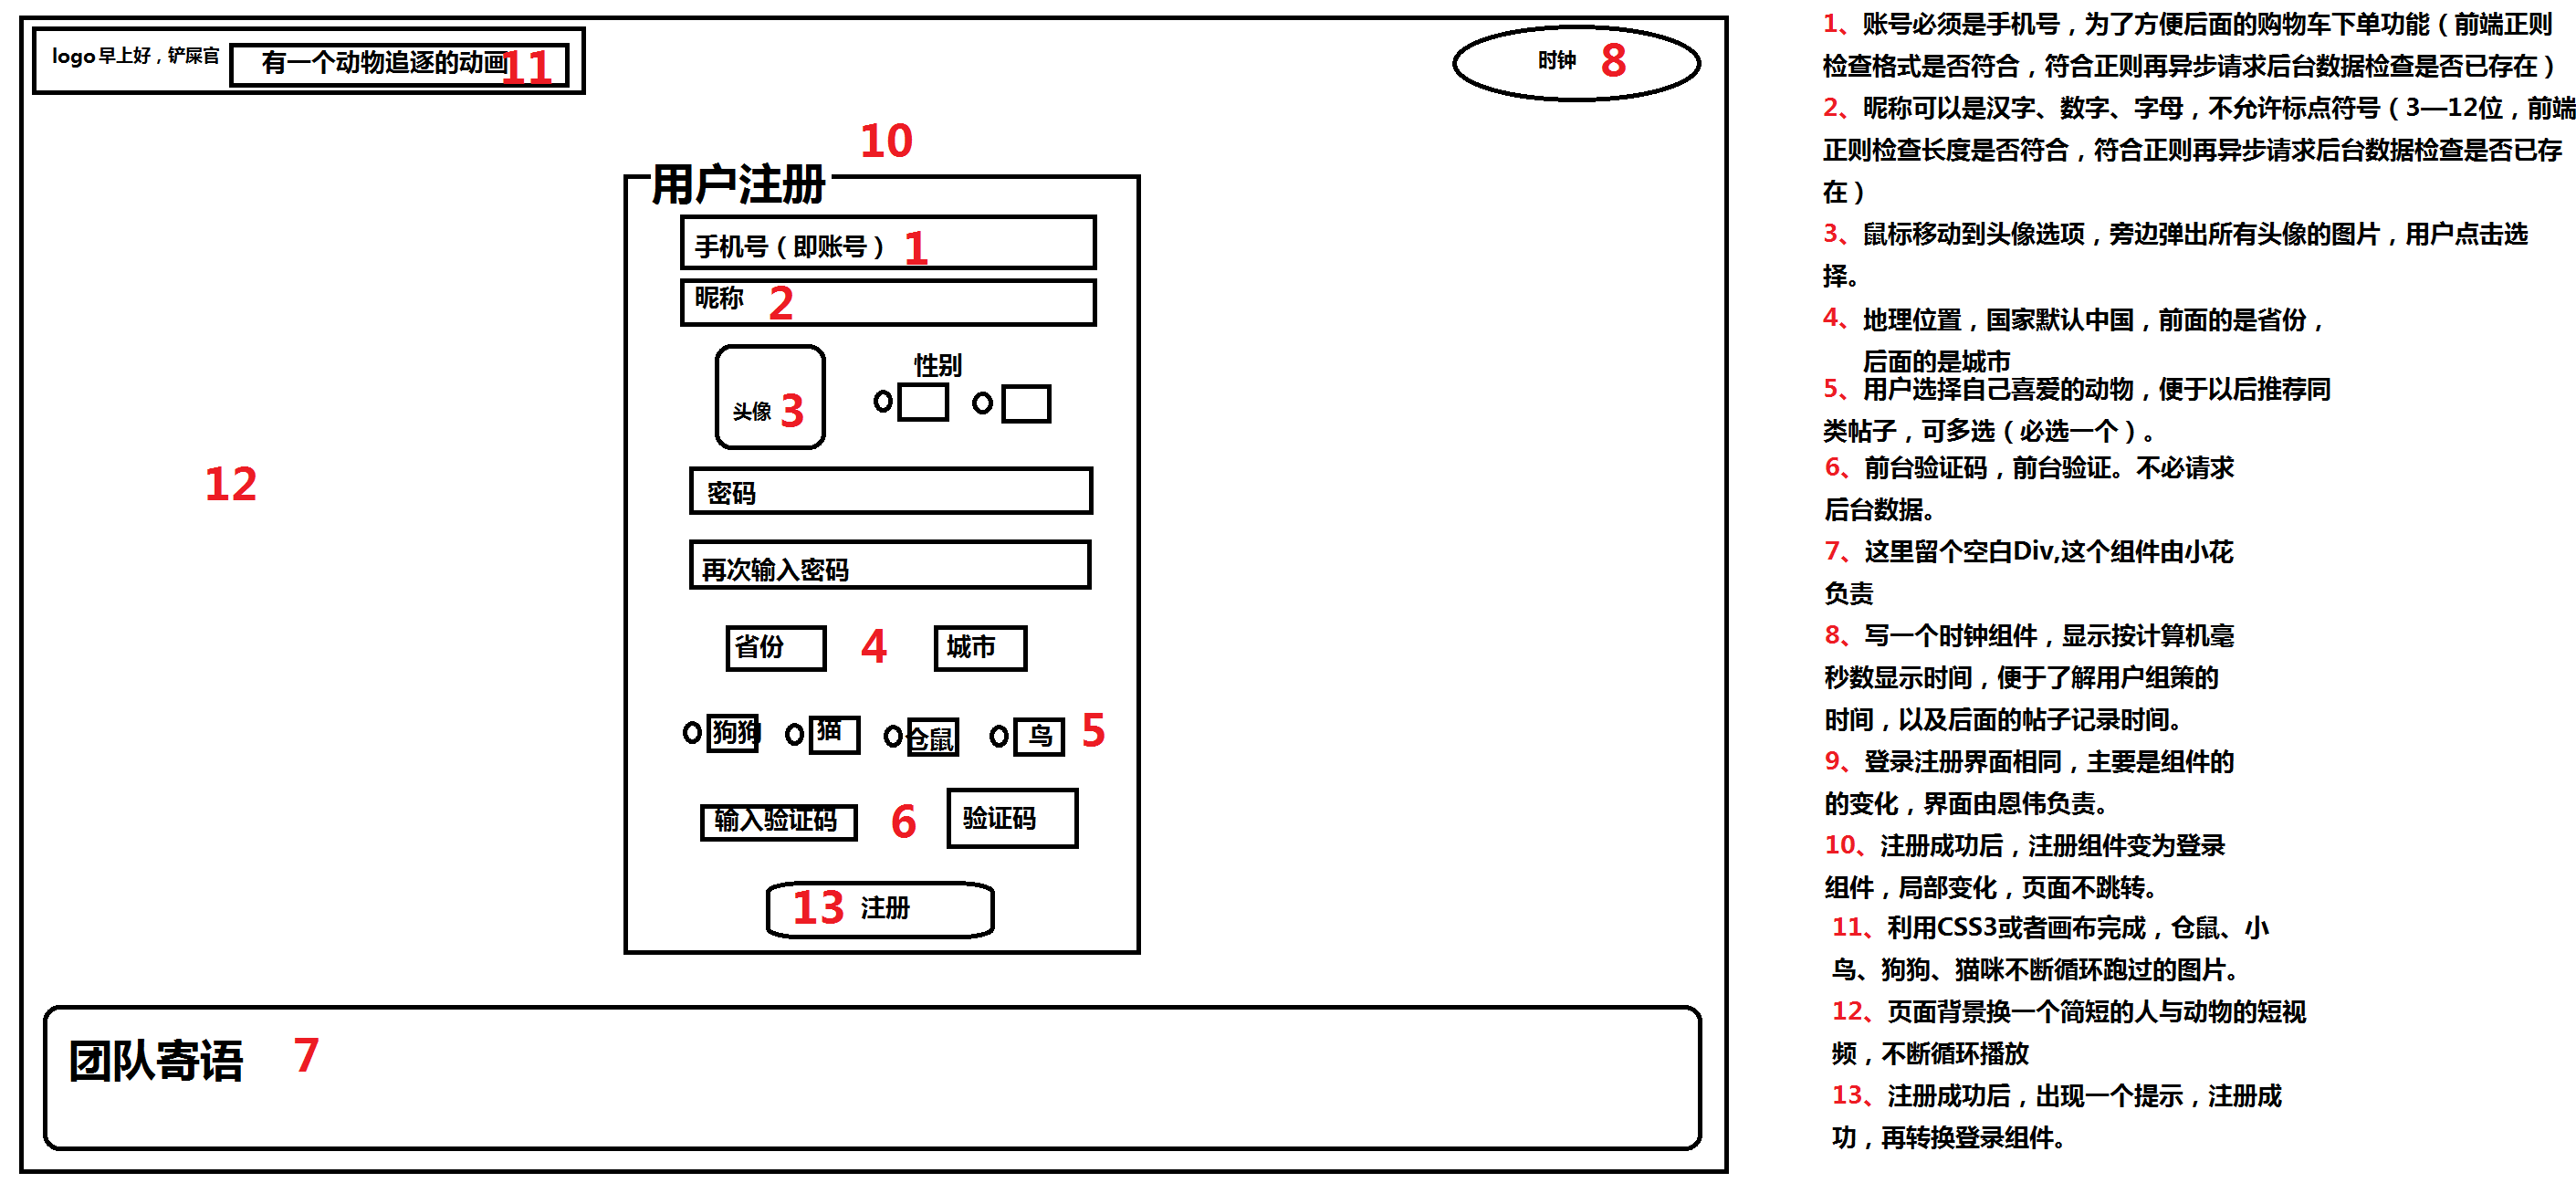 logo早上好，铲屎官
有一个动物追逐的动画 11
时钟 8
10
用户注册
手机号（即账号） 1
昵称 2
性别
头像 3
12
密码
再次输入密码
省份 4 城市
狗狗 猫 仓鼠 鸟 5
输入验证码 6 验证码
13 注册
团队寄语 7
1、账号必须是手机号，为了方便后面的购物车下单功能（前端正则
检查格式是否符合，符合正则再异步请求后台数据检查是否已存在）
2、昵称可以是汉字、数字、字母，不允许标点符号（3—12位，前端
正则检查长度是否符合，符合正则再异步请求后台数据检查是否已存
在）
3、鼠标移动到头像选项，旁边弹出所有头像的图片，用户点击选
择。
4、地理位置，国家默认中国，前面的是省份，
后面的是城市
5、用户选择自己喜爱的动物，便于以后推荐同
类帖子，可多选（必选一个）。
6、前台验证码，前台验证。不必请求
后台数据。
7、这里留个空白Div,这个组件由小花
负责
8、写一个时钟组件，显示按计算机毫
秒数显示时间，便于了解用户组策的
时间，以及后面的帖子记录时间。
9、登录注册界面相同，主要是组件的
的变化，界面由恩伟负责。
10、注册成功后，注册组件变为登录
组件，局部变化，页面不跳转。
11、利用CSS3或者画布完成，仓鼠、小
鸟、狗狗、猫咪不断循环跑过的图片。
12、页面背景换一个简短的人与动物的短视
频，不断循环播放
13、注册成功后，出现一个提示，注册成
功，再转换登录组件。